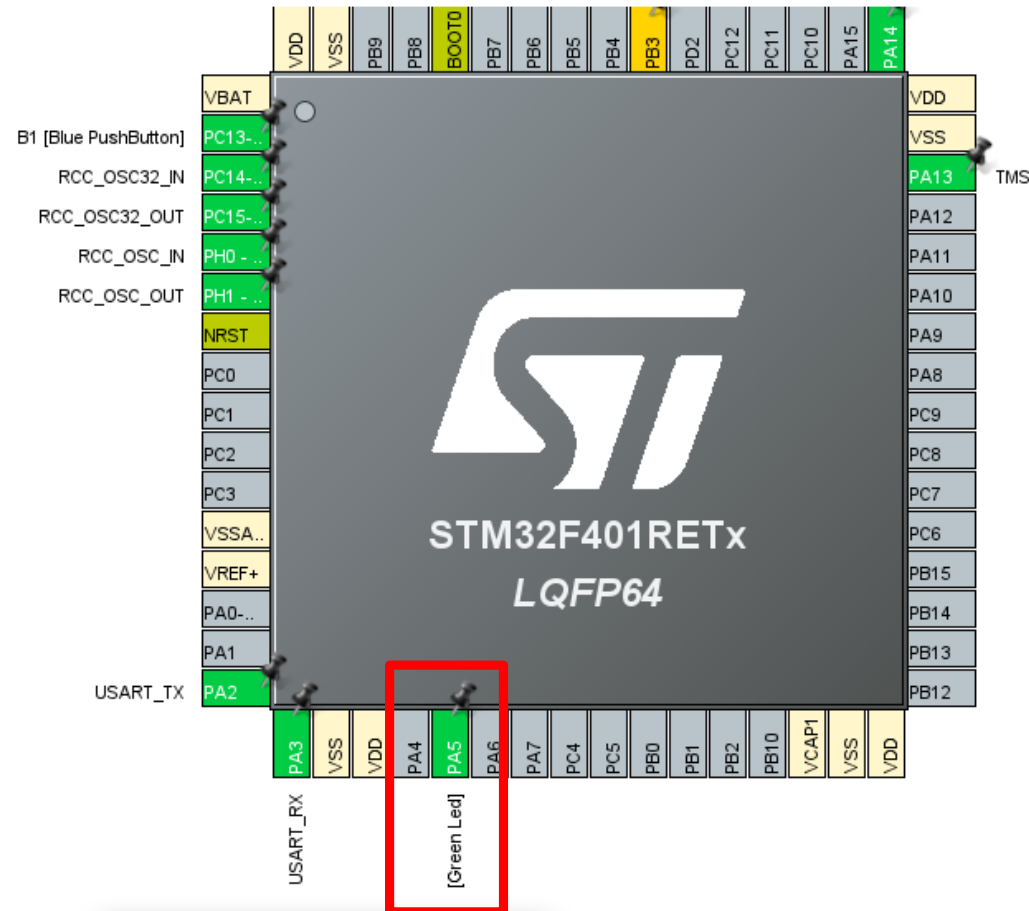 VDD
VSS
PB9
PB8
BOOT0
PB7
PB6
PB5
PB4
PB3
PD2
PC12
PC11
PC10
PA15
PA14
VBAT
B1 [Blue PushButton] PC13-..
RCC_OSC32_IN PC14-..
RCC_OSC32_OUT PC15-..
RCC_OSC_IN PH0 - ..
RCC_OSC_OUT PH1 - ..
NRST
PC0
PC1
PC2
PC3
VSSA..
VREF+
PA0-..
PA1
USART_TX PA2
VDD
VSS
PA13 TMS
PA12
PA11
PA10
PA9
PA8
PC9
PC8
PC7
PC6
PB15
PB14
PB13
PB12
ST
STM32F401RETx
LQFP64
PA3
VSS
VDD
PA4
PA5
PA6
PA7
PC4
PC5
PB0
PB1
PB2
PB10
VCAP1
VSS
VDD
USART_RX
[Green Led]